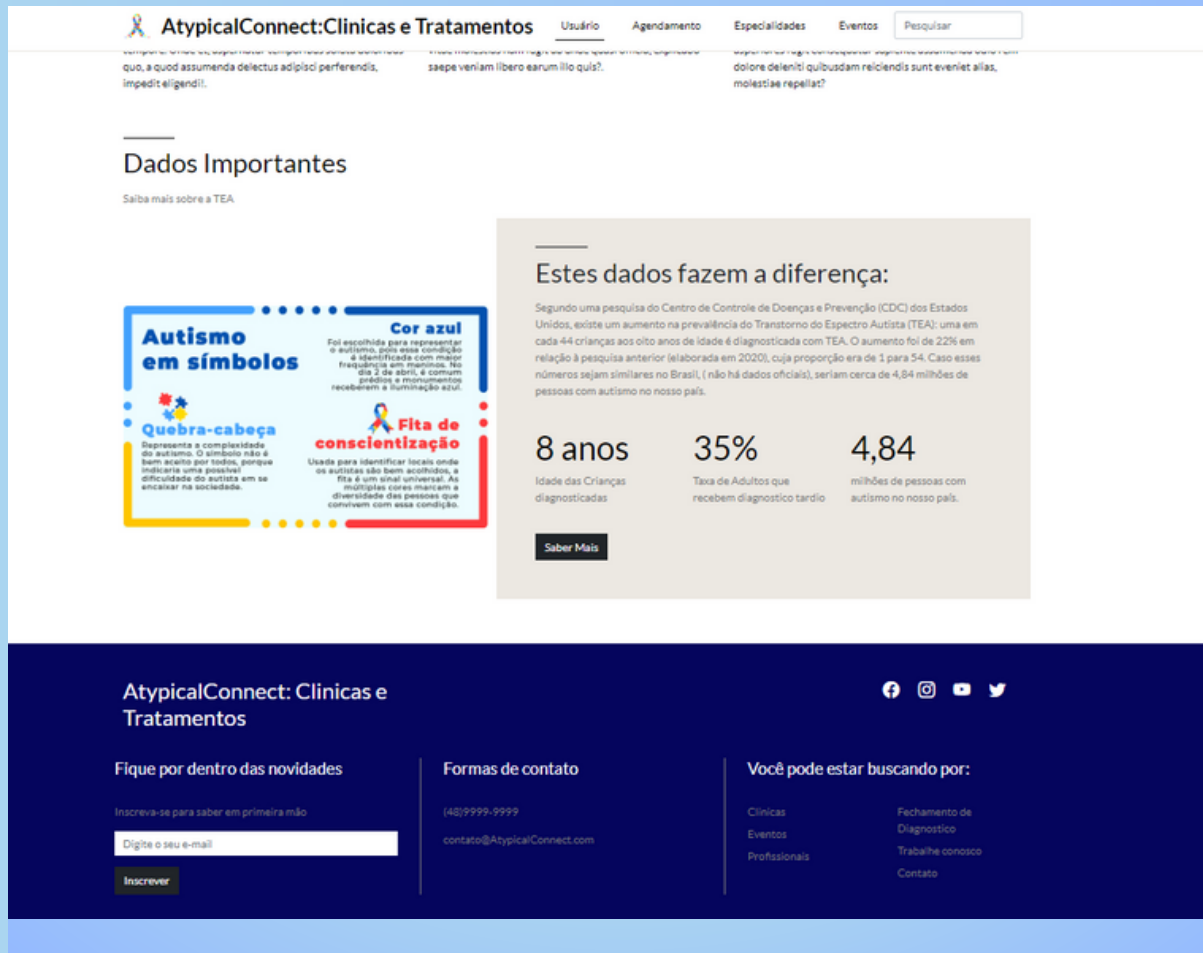 AtypicalConnect:Clinicas e Tratamentos
Usuário
Agendamento
Especialidades
Eventos
Pesquisar
quo, a quod assumenda delectus adipisci perferendis,
impedit eligendi!.
saepe veniam libero earum illo quis?.
dolore deleniti quibusdam reiciendis sunt eveniet alias,
molestiae repellat?
Dados Importantes
Saiba mais sobre a TEA
Autismo
em símbolos
Cor azul
Foi escolhida para representar
o autismo, pois essa condição
é identificada com maior
frequência em meninos. No
dia 2 de abril, é comum
prédios e monumentos
receberem a iluminação azul.
Quebra-cabeça
Representa a complexidade
do autismo. O símbolo não é
bem aceito por todos, porque
indicaria uma possível
dificuldade do autista em se
encaixar na sociedade.
Fita de
conscientização
Usada para identificar locais onde
os autistas são bem acolhidos, a
fita é um sinal universal. As
múltiplas cores marcam a
diversidade das pessoas que
convivem com essa condição.
Estes dados fazem a diferença:
Segundo uma pesquisa do Centro de Controle de Doenças e Prevenção (CDC) dos Estados
Unidos, existe um aumento na prevalência do Transtorno do Espectro Autista (TEA): uma em
cada 44 crianças aos oito anos de idade é diagnosticada com TEA. O aumento foi de 22% em
relação à pesquisa anterior (elaborada em 2020), cuja proporção era de 1 para 54. Caso esses
números sejam similares no Brasil, ( não há dados oficiais), seriam cerca de 4,84 milhões de
pessoas com autismo no nosso país.
8 anos
Idade das Crianças
diagnosticadas
35%
Taxa de Adultos que
recebem diagnostico tardio
4,84
milhões de pessoas com
autismo no nosso país.
Saber Mais
AtypicalConnect: Clinicas e
Tratamentos
Fique por dentro das novidades
Inscreva-se para saber em primeira mão
Digite o seu e-mail
Inscrever
Formas de contato
(48)9999-9999
contato@AtypicalConnect.com
Você pode estar buscando por:
Clínicas
Eventos
Profissionais
Fechamento de
Diagnostico
Trabalhe conosco
Contato